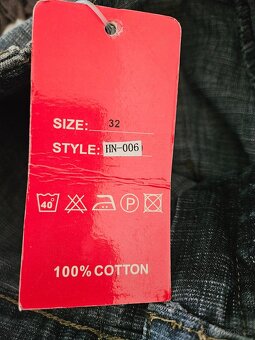 SIZE: 32
STYLE: HN-006
40° P
100% COTTON